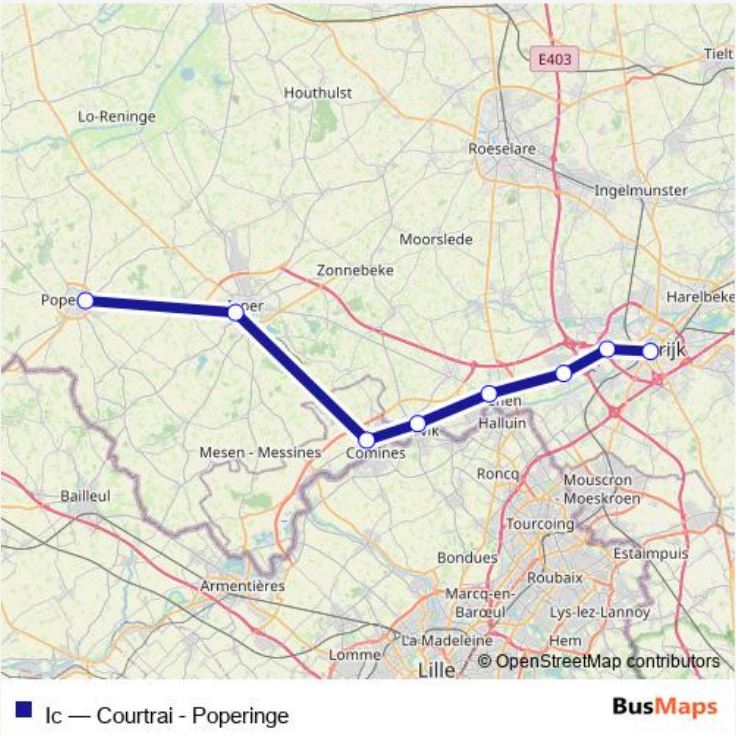 E403
Tielt
Houthulst
Lo-Reninge
Roeselare
Ingelmunster
Moorslede
Zonnebeke
Harelbeke
Pope
per
rijk
Halluin
Mesen - Messines
Comines
Roncq
Mouscron
- Moeskroen
Bailleul
Tourcoing
Estaimpuis
Bondues
Roubaix
Armentières
Marcq-en-
Barœul
Lys-lez-Lannoy
La Madeleine
Hem
Lomme
Lille
© OpenStreetMap contributors
Ic — Courtrai - Poperinge
BusMaps